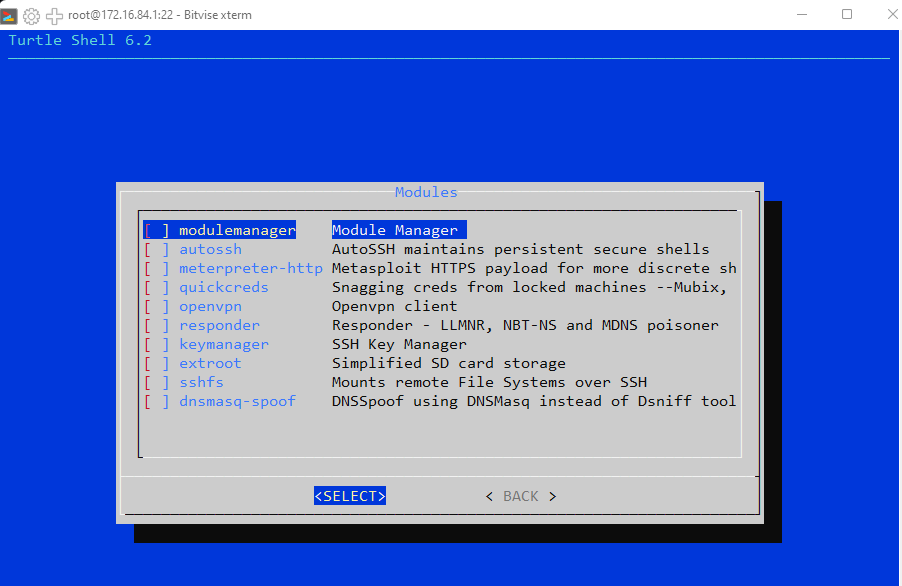 root@172.16.84.1:22 - Bitvise xterm
Turtle Shell 6.2
Modules
[ ] modulemanager Module Manager
[ ] autossh AutoSSH maintains persistent secure shells
[ ] meterpreter-http Metasploit HTTPS payload for more discrete sh
[ ] quickcreds Snagging creds from locked machines --Mubix,
[ ] openvpn Openvpn client
[ ] responder Responder - LLMNR, NBT-NS and MDNS poisoner
[ ] keymanager SSH Key Manager
[ ] extroot Simplified SD card storage
[ ] sshfs Mounts remote File Systems over SSH
[ ] dnsmasq-spoof DNSSpoof using DNSMasq instead of Dsniff tool
<SELECT> < BACK >